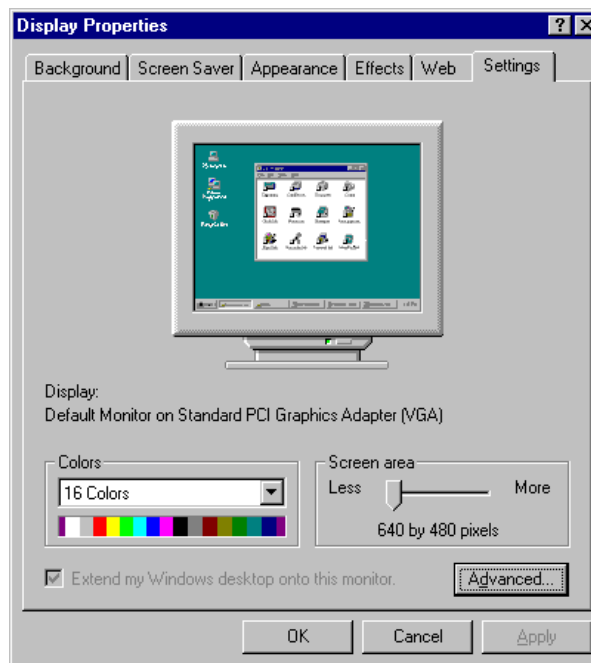 Display Properties
Background Screen Saver Appearance Effects Web Settings
Display:
Default Monitor on Standard PCI Graphics Adapter (VGA)
Colors
16 Colors
Screen area
Less More
640 by 480 pixels
Extend my Windows desktop onto this monitor.
Advanced...
OK Cancel Apply